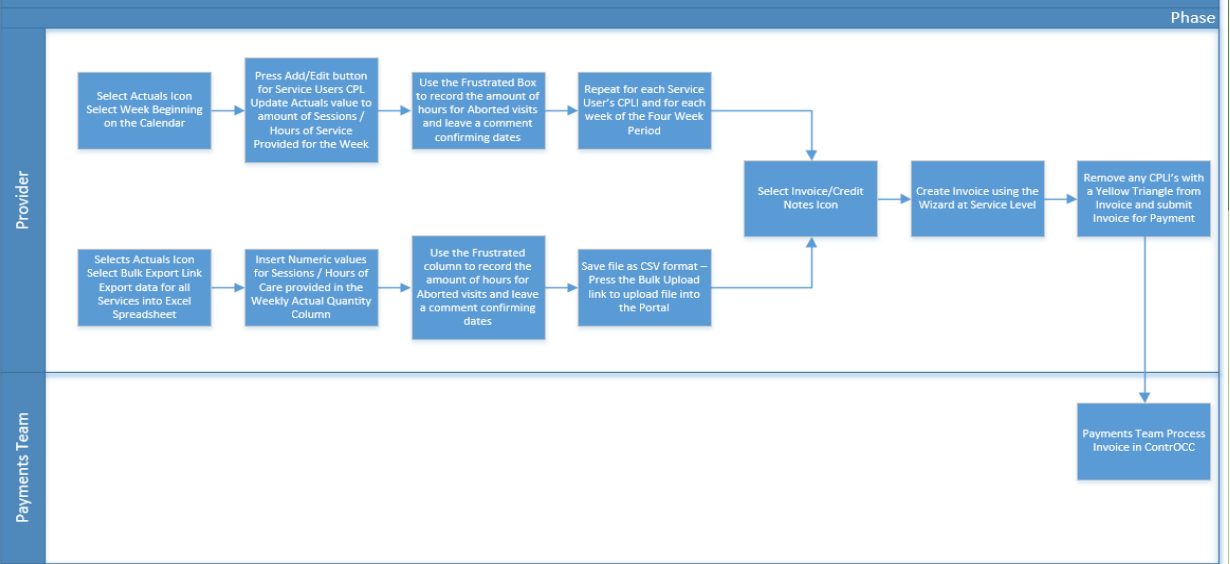 Phase
Provider
Select Actuals Icon
Select Week Beginning
on the Calendar
Press Add/Edit button
for Service Users CPL
Update Actuals value to
amount of Sessions /
Hours of Service
Provided for the Week
Use the Frustrated Box
to record the amount of
hours for Aborted visits
and leave a comment
confirming dates
Repeat for each Service
User's CPLI and for each
week of the Four Week
Period
Selects Actuals Icon
Select Bulk Export Link
Export data for all
Services into Excel
Spreadsheet
Insert Numeric values
for Sessions / Hours of
Care provided in the
Weekly Actual Quantity
Column
Use the Frustrated
column to record the
amount of hours for
Aborted visits and leave
a comment confirming
dates
Save file as CSV format –
Press the Bulk Upload
link to upload file into
the Portal
Select Invoice/Credit
Notes Icon
Create Invoice using the
Wizard at Service Level
Remove any CPLI's with
a Yellow Triangle from
Invoice and submit
Invoice for Payment
Payments Team
Payments Team Process
Invoice in ContrOCC